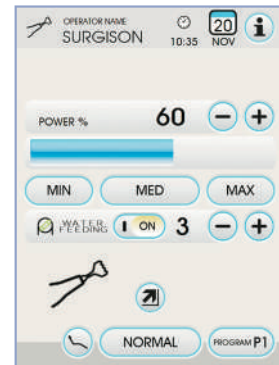 OPERATOR NAME
SURGISON
10:35
20
NOV
i
POWER % 60 − +
MIN MED MAX
WATER FEEDING I ON 3 − +
NORMAL
PROGRAM P1